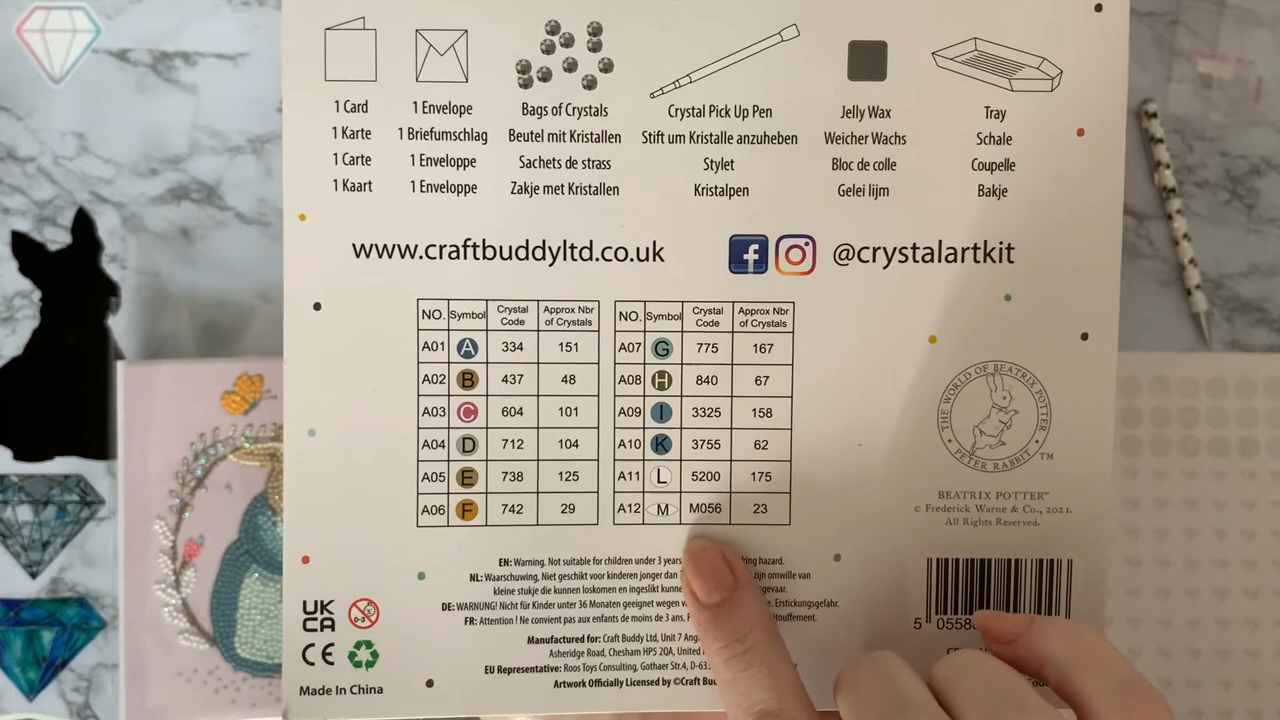 1 Card
1 Karte
1 Carte
1 Kaart
1 Envelope
1 Briefumschlag
1 Enveloppe
1 Enveloppe
Bags of Crystals
Beutel mit Kristallen
Sachets de strass
Zakje met Kristallen
Crystal Pick Up Pen
Stift um Kristalle anzuheben
Stylet
Kristalpen
Jelly Wax
Weicher Wachs
Bloc de colle
Gelei lijm
Tray
Schale
Coupelle
Bakje
www.craftbuddyltd.co.uk
@crystalartkit
NO. Symbol Crystal Code Approx Nbr of Crystals
A01 A 334 151
A02 B 437 48
A03 C 604 101
A04 D 712 104
A05 E 738 125
A06 F 742 29
NO. Symbol Crystal Code Approx Nbr of Crystals
A07 G 775 167
A08 H 840 67
A09 I 3325 158
A10 K 3755 62
A11 L 5200 175
A12 M M056 23
THE WORLD OF BEATRIX POTTER
PETER RABBIT TM
BEATRIX POTTER™
© Frederick Warne & Co., 2021.
All Rights Reserved.
EN: Warning. Not suitable for children under 3 years hazard.
NL: Waarschuwing, Niet geschikt voor kinderen jonger dan zijn omwille van
kleine stukje die kunnen loskomen en ingeslikt
DE: WARNUNG! Nicht für Kinder unter 36 Monaten geeignet wegen Erstickungsgefahr.
FR: Attention ! Ne convient pas aux enfants de moins de 3 ans.
Manufactured for: Craft Buddy Ltd, Unit 7
Asheridge Road, Chesham HP5 2QA, United
EU Representative: Roos Toys Consulting, Gothaer Str.4,
Artwork Officially Licensed by ©Craft
UK
CA
0-3
CE
Made In China
5